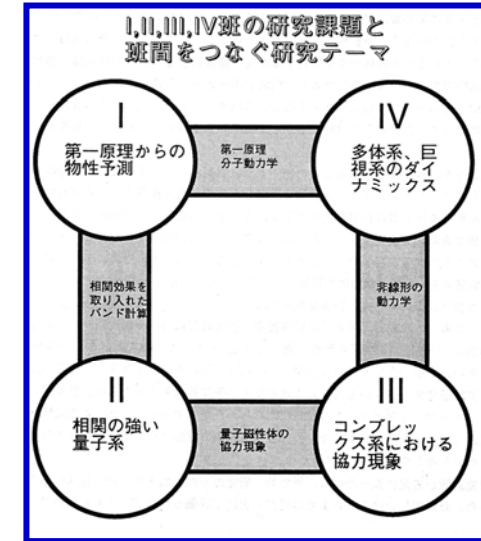 I,II,III,IV班の研究課題と
班間をつなぐ研究テーマ
I
第一原理からの
物性予測
第一原理
分子動力学
IV
多体系、巨
視系のダイ
ナミックス
相関効果を
取り入れた
バンド計算
非線形の
動力学
II
相関の強い
量子系
量子磁性体の
協力現象
III
コンプレッ
クス系における
協力現象